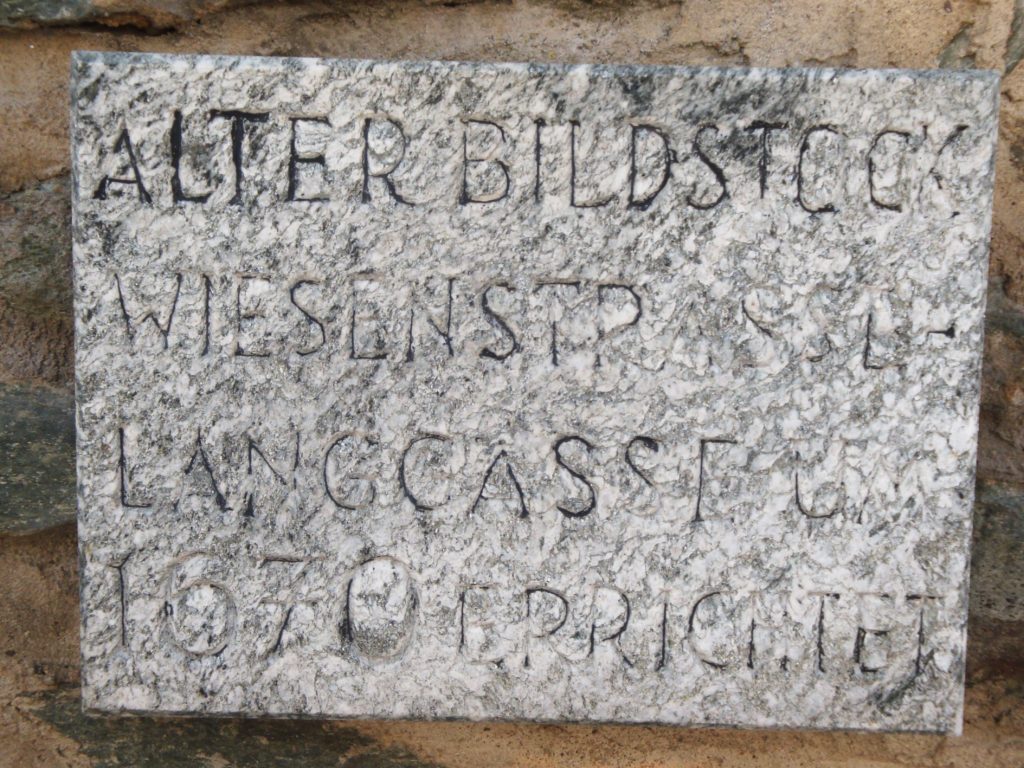 ALTER BILDSTOCK
WIESENSTRASSE-
LANGGASSE UM
1670 ERRICHTET